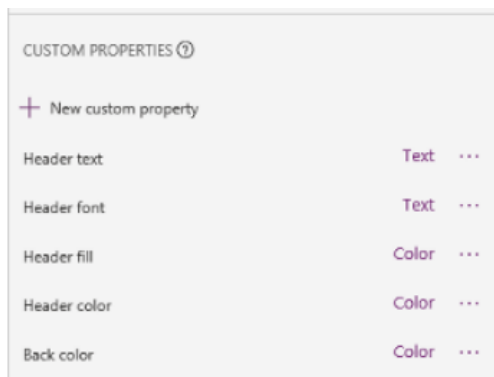 CUSTOM PROPERTIES
New custom property
Header text Text ...
Header font Text ...
Header fill Color ...
Header color Color ...
Back color Color ...